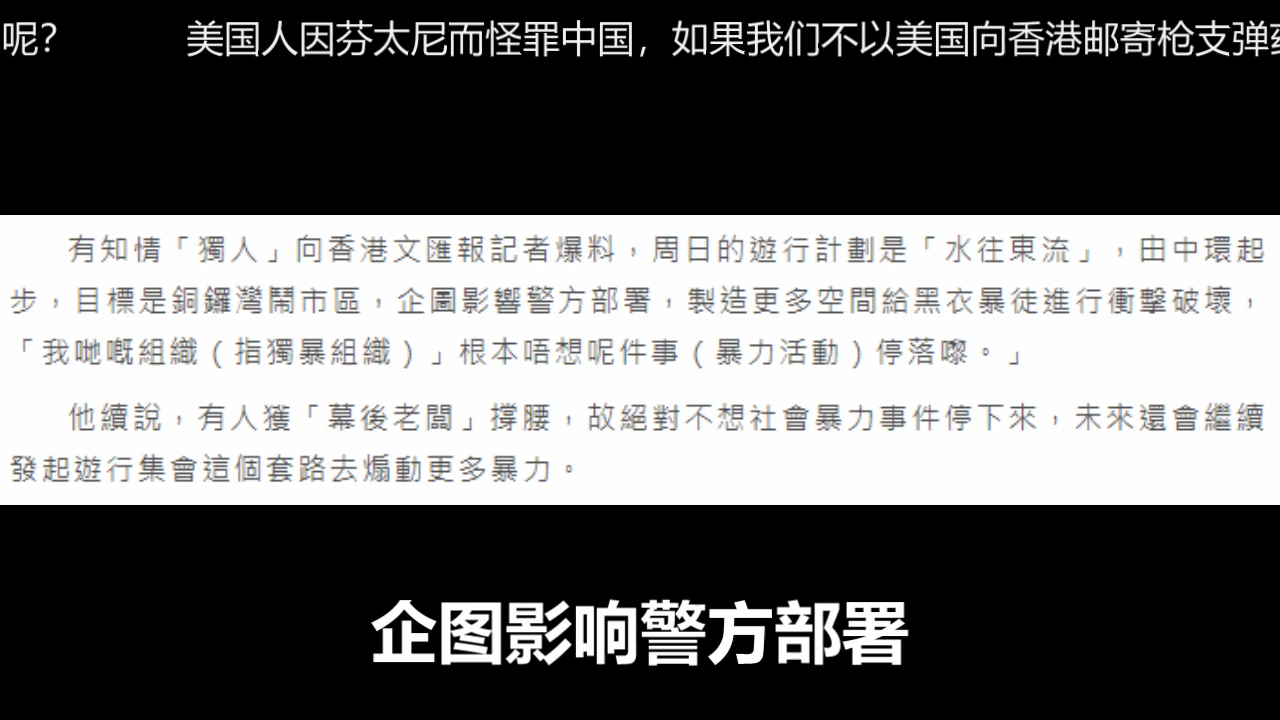 呢？ 美国人因芬太尼而怪罪中国，如果我们不以美国向香港邮寄枪支弹
有知情「獨人」向香港文匯報記者爆料，周日的遊行計劃是「水往東流」，由中環起
步，目標是銅鑼灣鬧市區，企圖影響警方部署，製造更多空間給黑衣暴徒進行衝擊破壞，
「我哋嘅組織（指獨暴組織）」根本唔想呢件事（暴力活動）停落嚟。」
他續說，有人獲「幕後老闆」撐腰，故絕對不想社會暴力事件停下來，未來還會繼續
發起遊行集會這個套路去煽動更多暴力。
企图影响警方部署